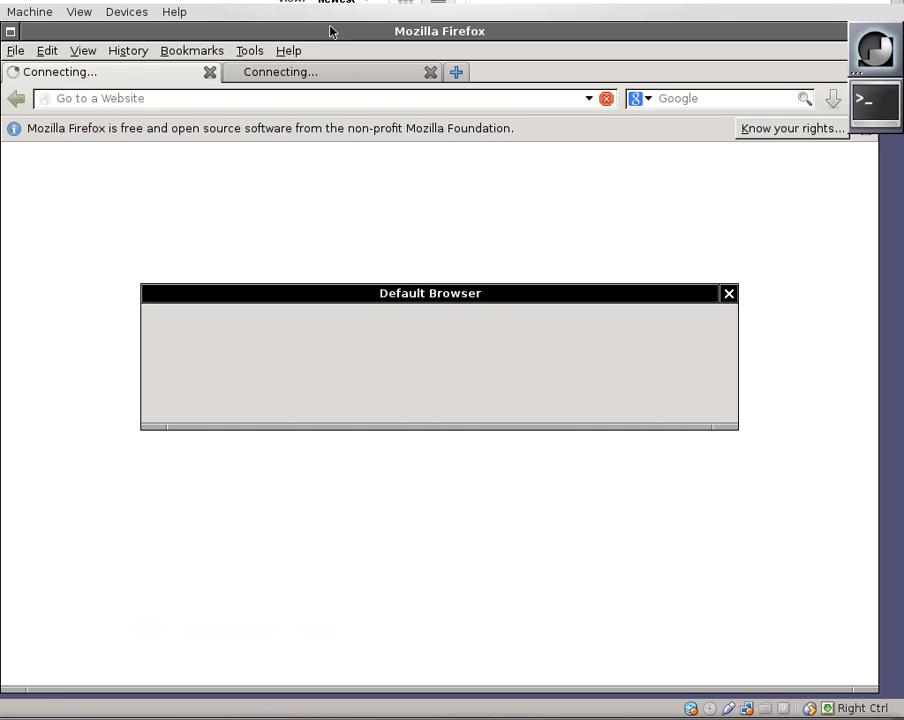 newest
Machine View Devices Help
Mozilla Firefox
File Edit View History Bookmarks Tools Help
Connecting... Connecting...
Go to a Website Google
Mozilla Firefox is free and open source software from the non-profit Mozilla Foundation. Know your rights...
Default Browser
Right Ctrl